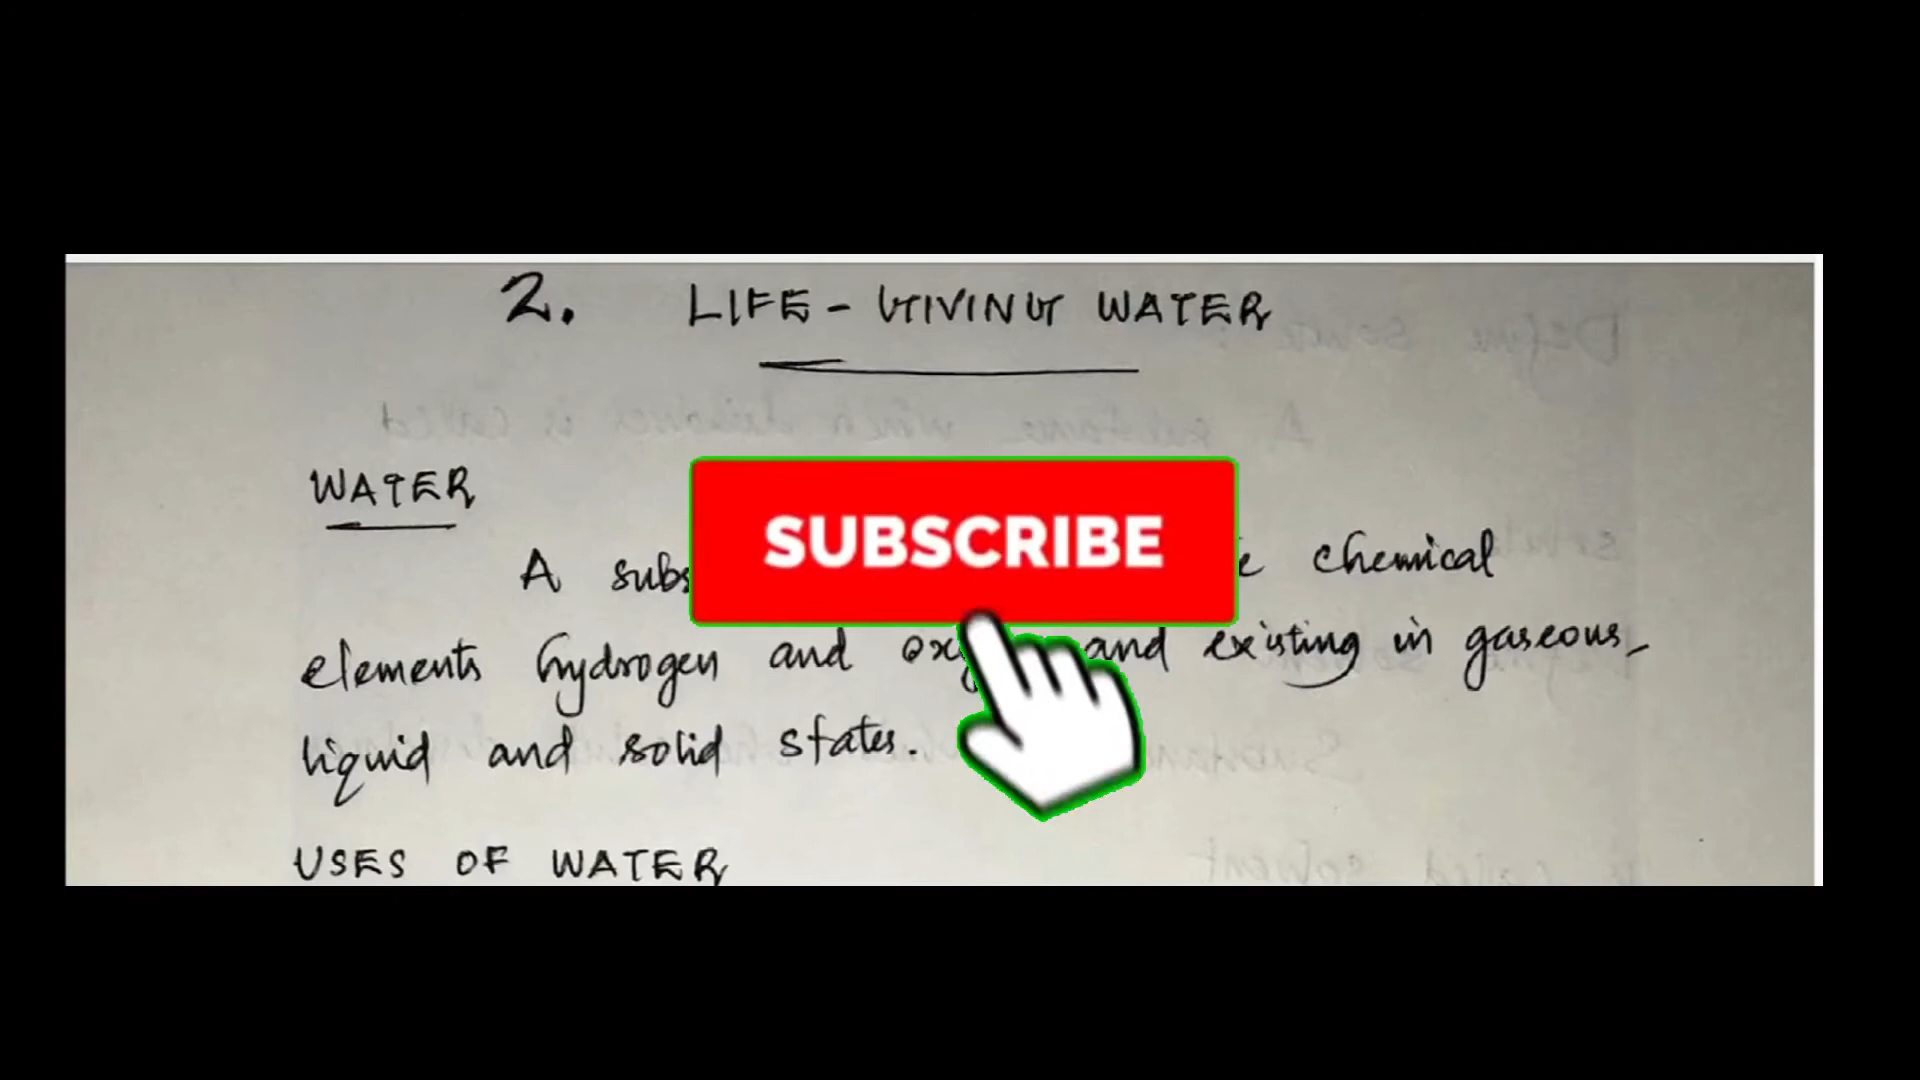 2. LIFE - GIVING WATER
WATER
SUBSCRIBE
A chemical
elements hydrogen and and existing in gaseous,
liquid and solid states.
USES OF WATER